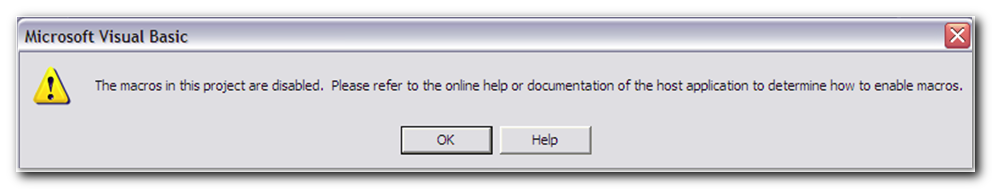 Microsoft Visual Basic
The macros in this project are disabled.  Please refer to the online help or documentation of the host application to determine how to enable macros.
OK
Help